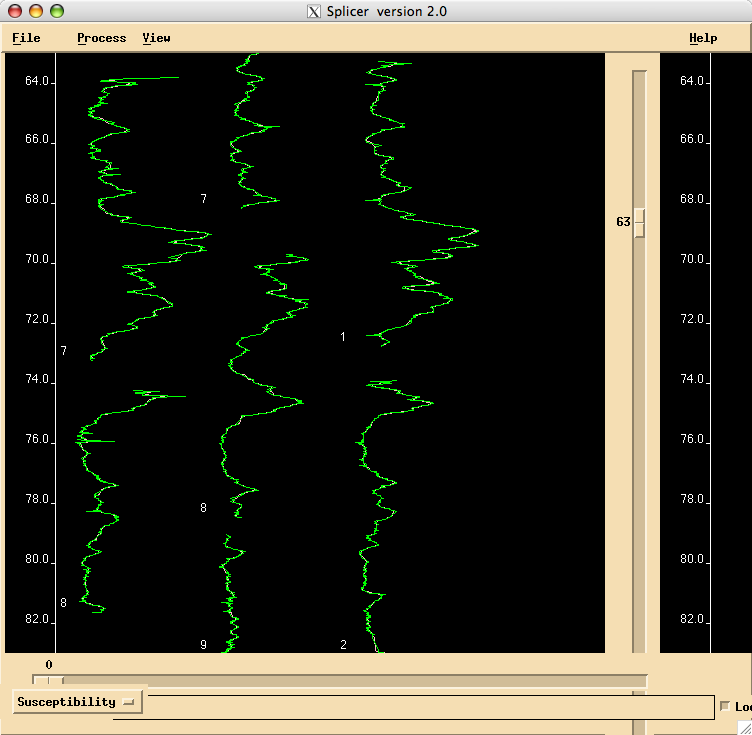 X Splicer version 2.0
File Process View Help
64.0 64.0
66.0 66.0
68.0 7 68.0
63
70.0 70.0
72.0 72.0
7 1
74.0 74.0
76.0 76.0
78.0 8 78.0
80.0 80.0
8
82.0 82.0
9 2
0
Susceptibility Loc